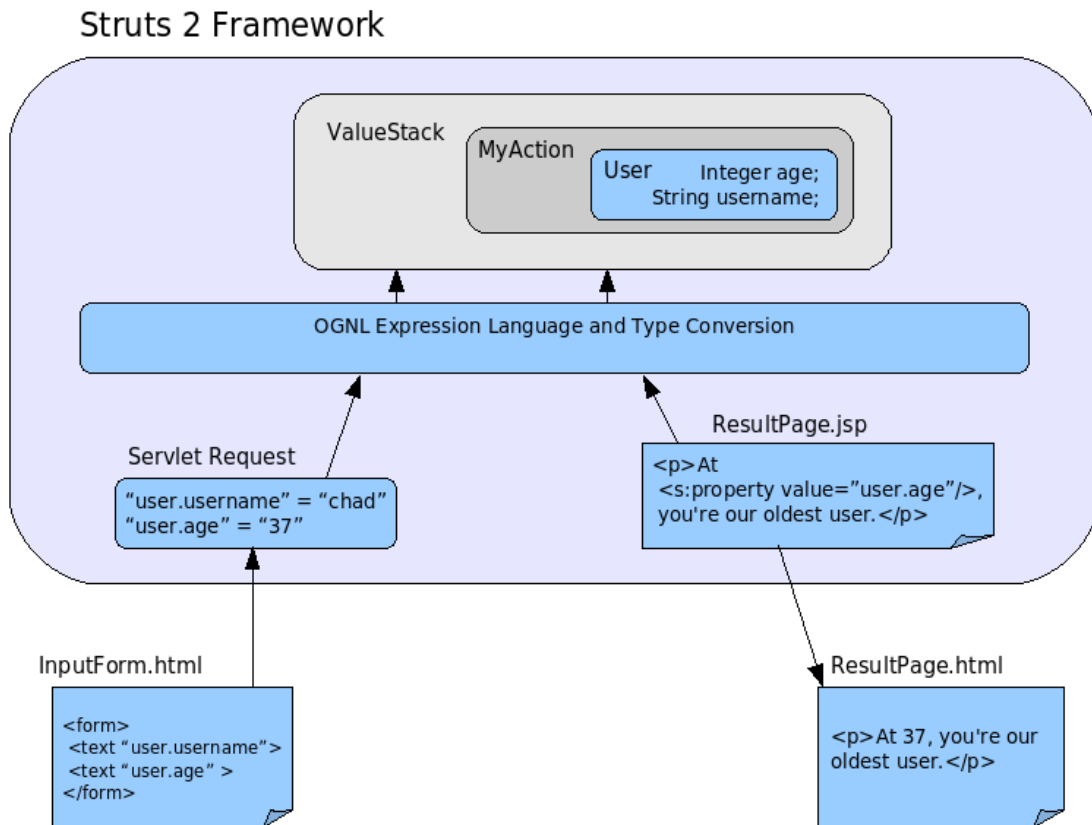 Struts 2 Framework
ValueStack
MyAction
User
Integer age;
String username;
OGNL Expression Language and Type Conversion
Servlet Request
“user.username” = “chad”
“user.age” = “37”
ResultPage.jsp
<p>At
<s:property value=”user.age”/>,
you're our oldest user.</p>
InputForm.html
<form>
<text “user.username”>
<text “user.age” >
</form>
ResultPage.html
<p>At 37, you're our
oldest user.</p>